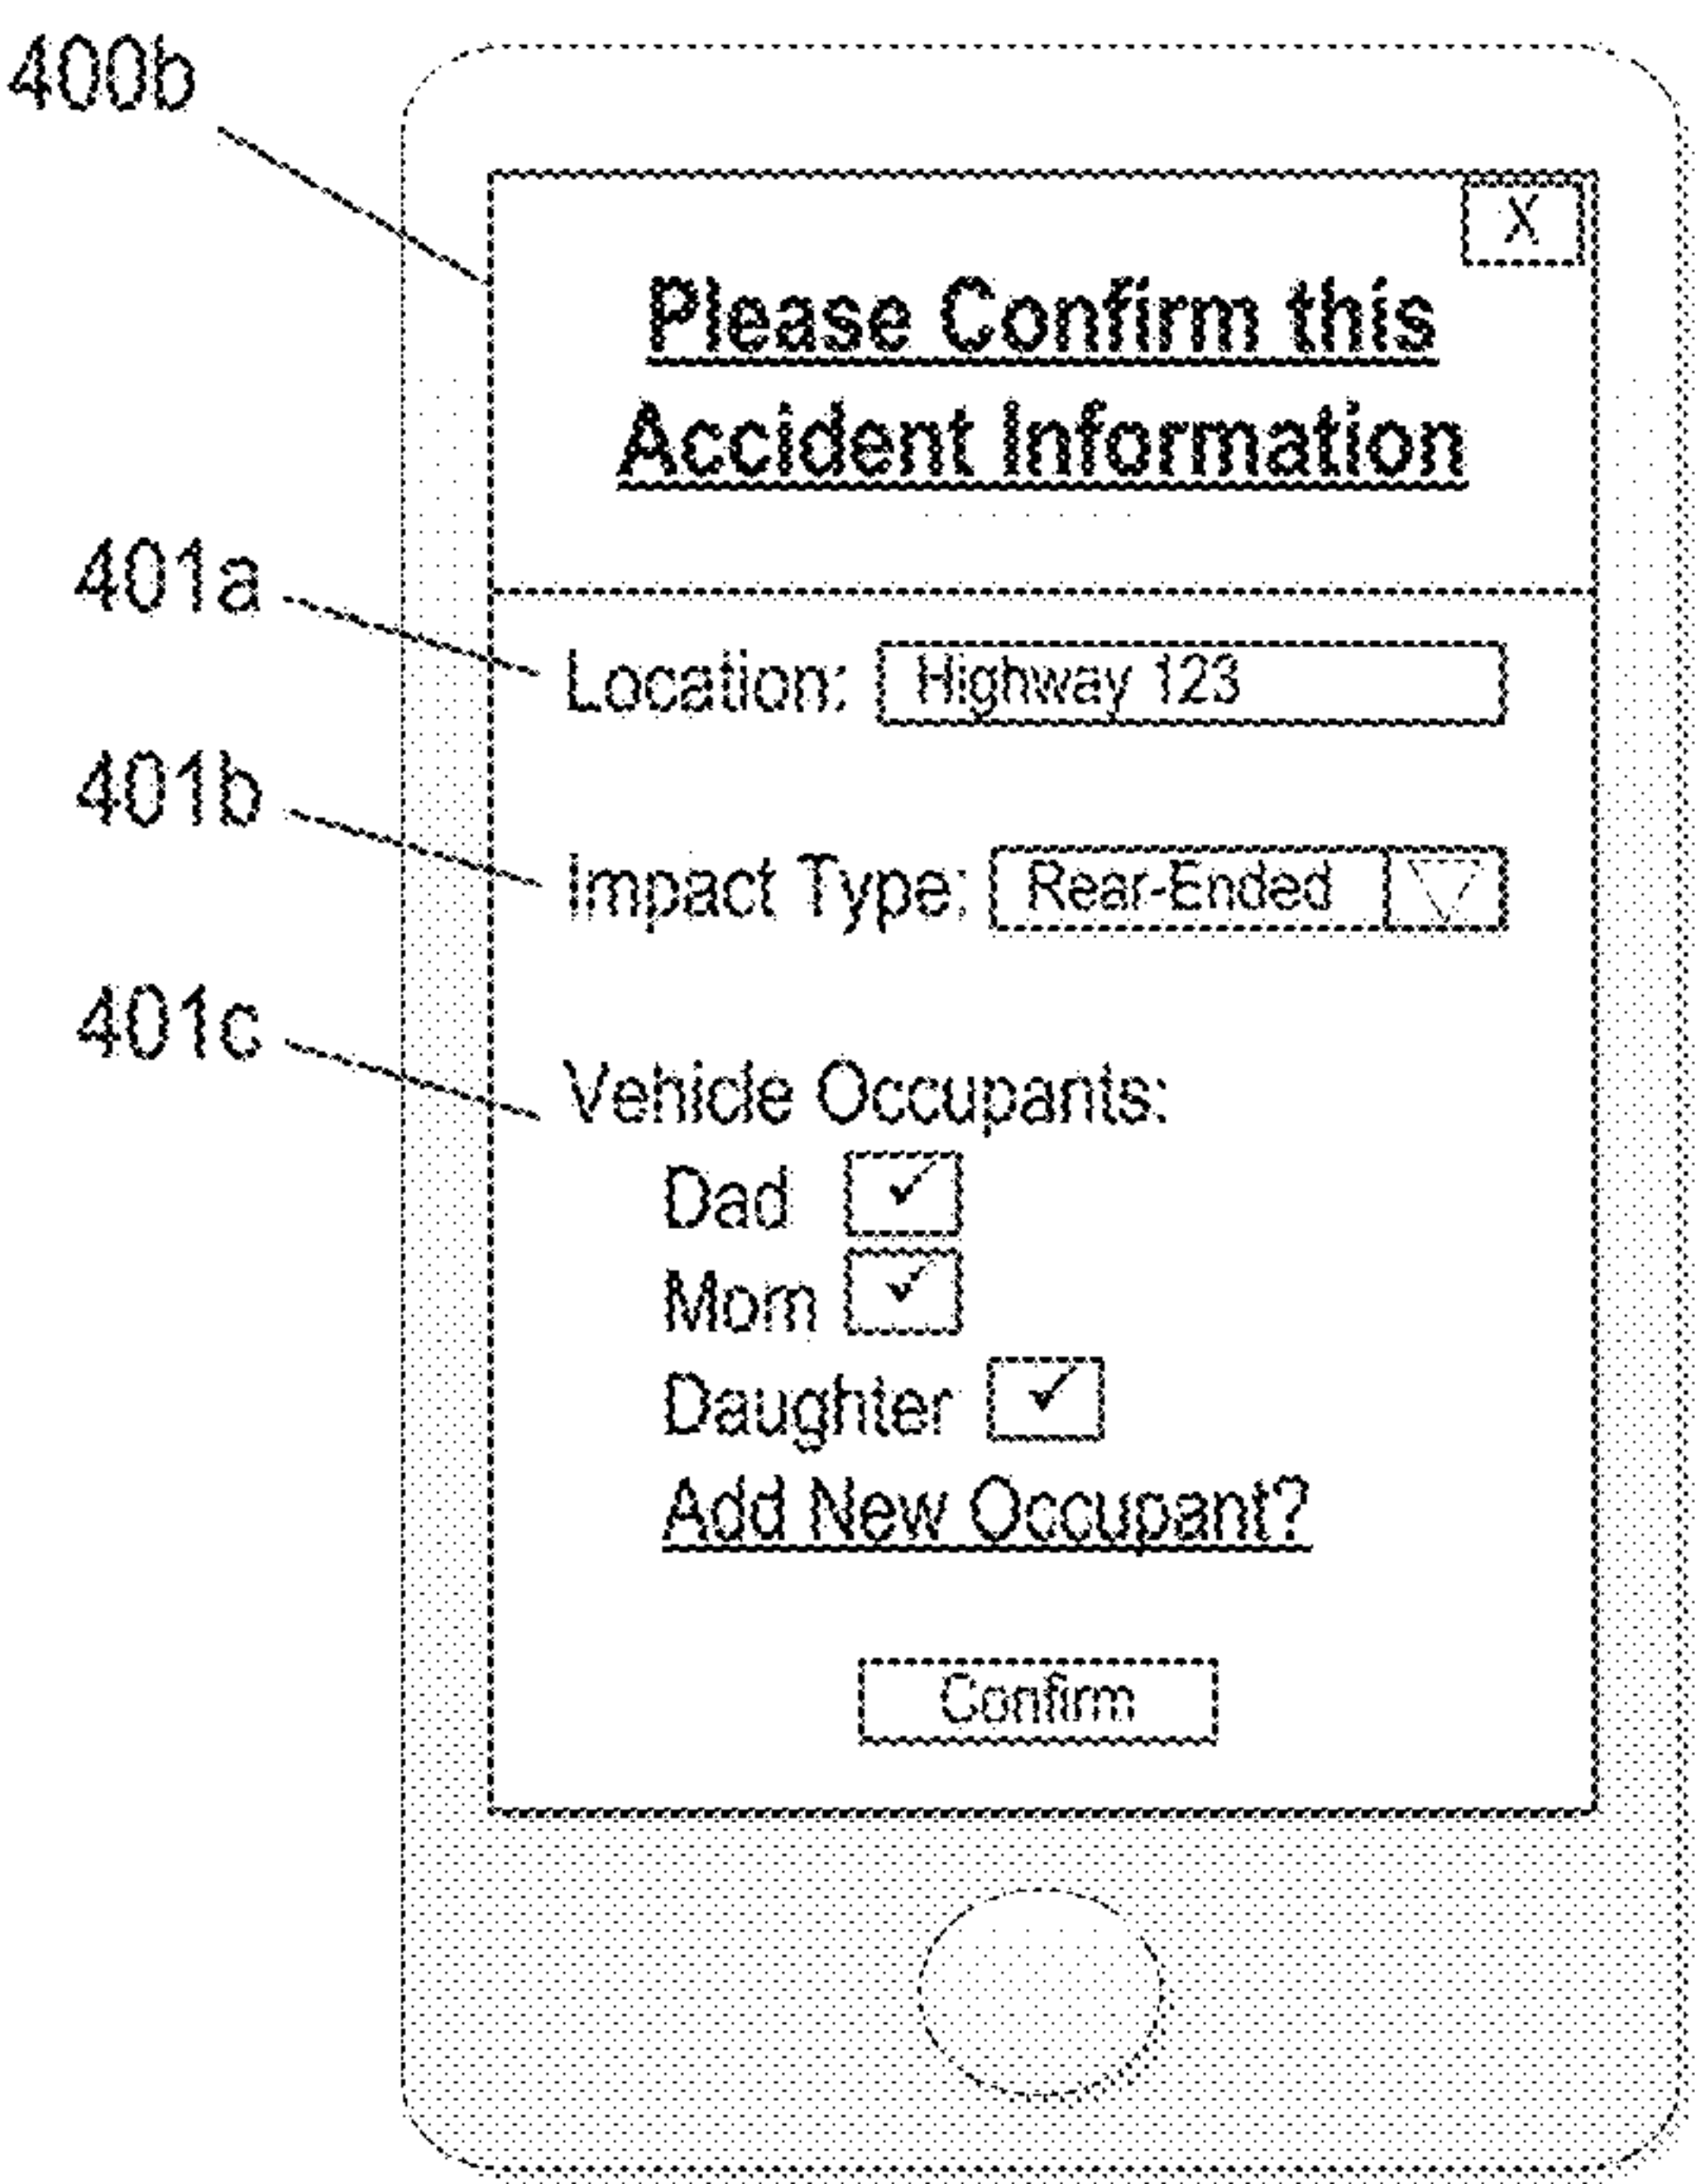 400b
X
Please Confirm this
Accident Information
401a
Location: Highway 123
401b
Impact Type: Rear-Ended
401c
Vehicle Occupants:
Dad ✓
Mom ✓
Daughter ✓
Add New Occupant?
Confirm